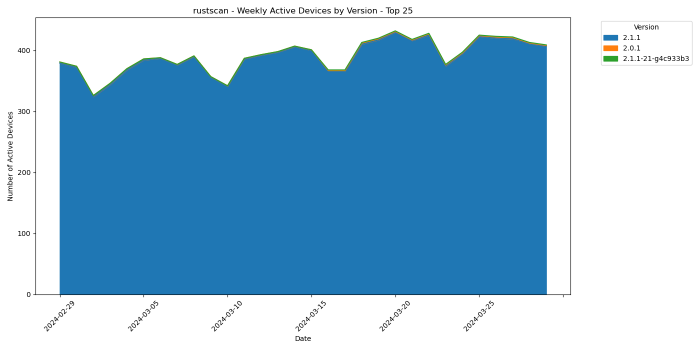 rustscan - Weekly Active Devices by Version - Top 25
Version
2.1.1
2.0.1
2.1.1-21-g4c933b3
Number of Active Devices
400
300
200
100
0
2024-02-29
2024-03-05
2024-03-10
2024-03-15
2024-03-20
2024-03-25
Date